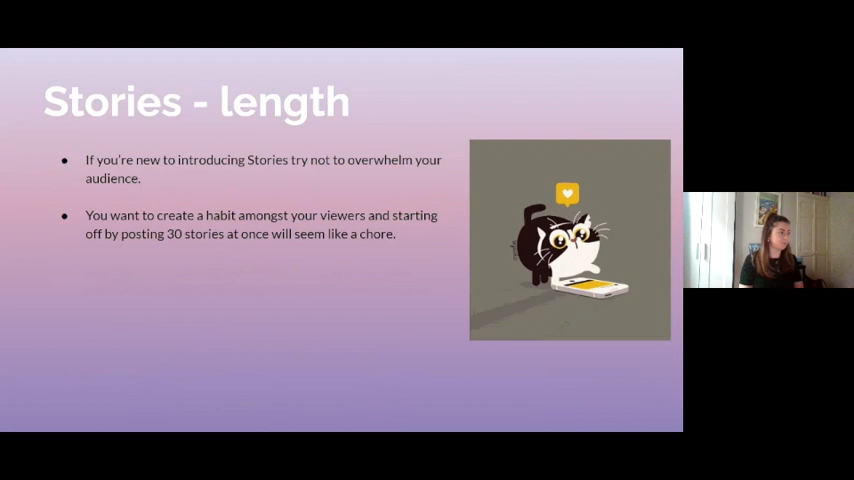 Stories - length
● If you're new to introducing Stories try not to overwhelm your
audience.
● You want to create a habit amongst your viewers and starting
off by posting 30 stories at once will seem like a chore.